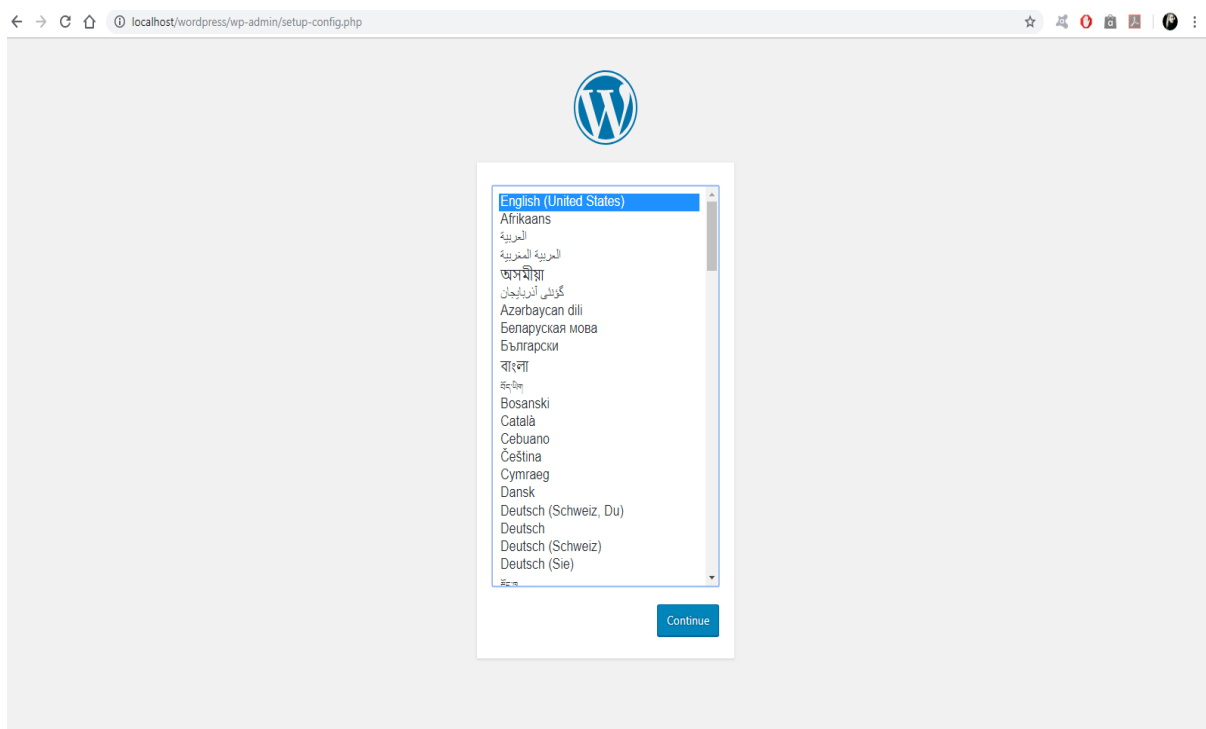 localhost/wordpress/wp-admin/setup-config.php
English (United States)
Afrikaans
العربية
العربية المغربية
অসমীয়া
گؤنئی آذربایجان
Azərbaycan dili
Беларуская мова
Български
বাংলা
བོད་ཡིག
Bosanski
Català
Cebuano
Čeština
Cymraeg
Dansk
Deutsch (Schweiz, Du)
Deutsch
Deutsch (Schweiz)
Deutsch (Sie)
Continue